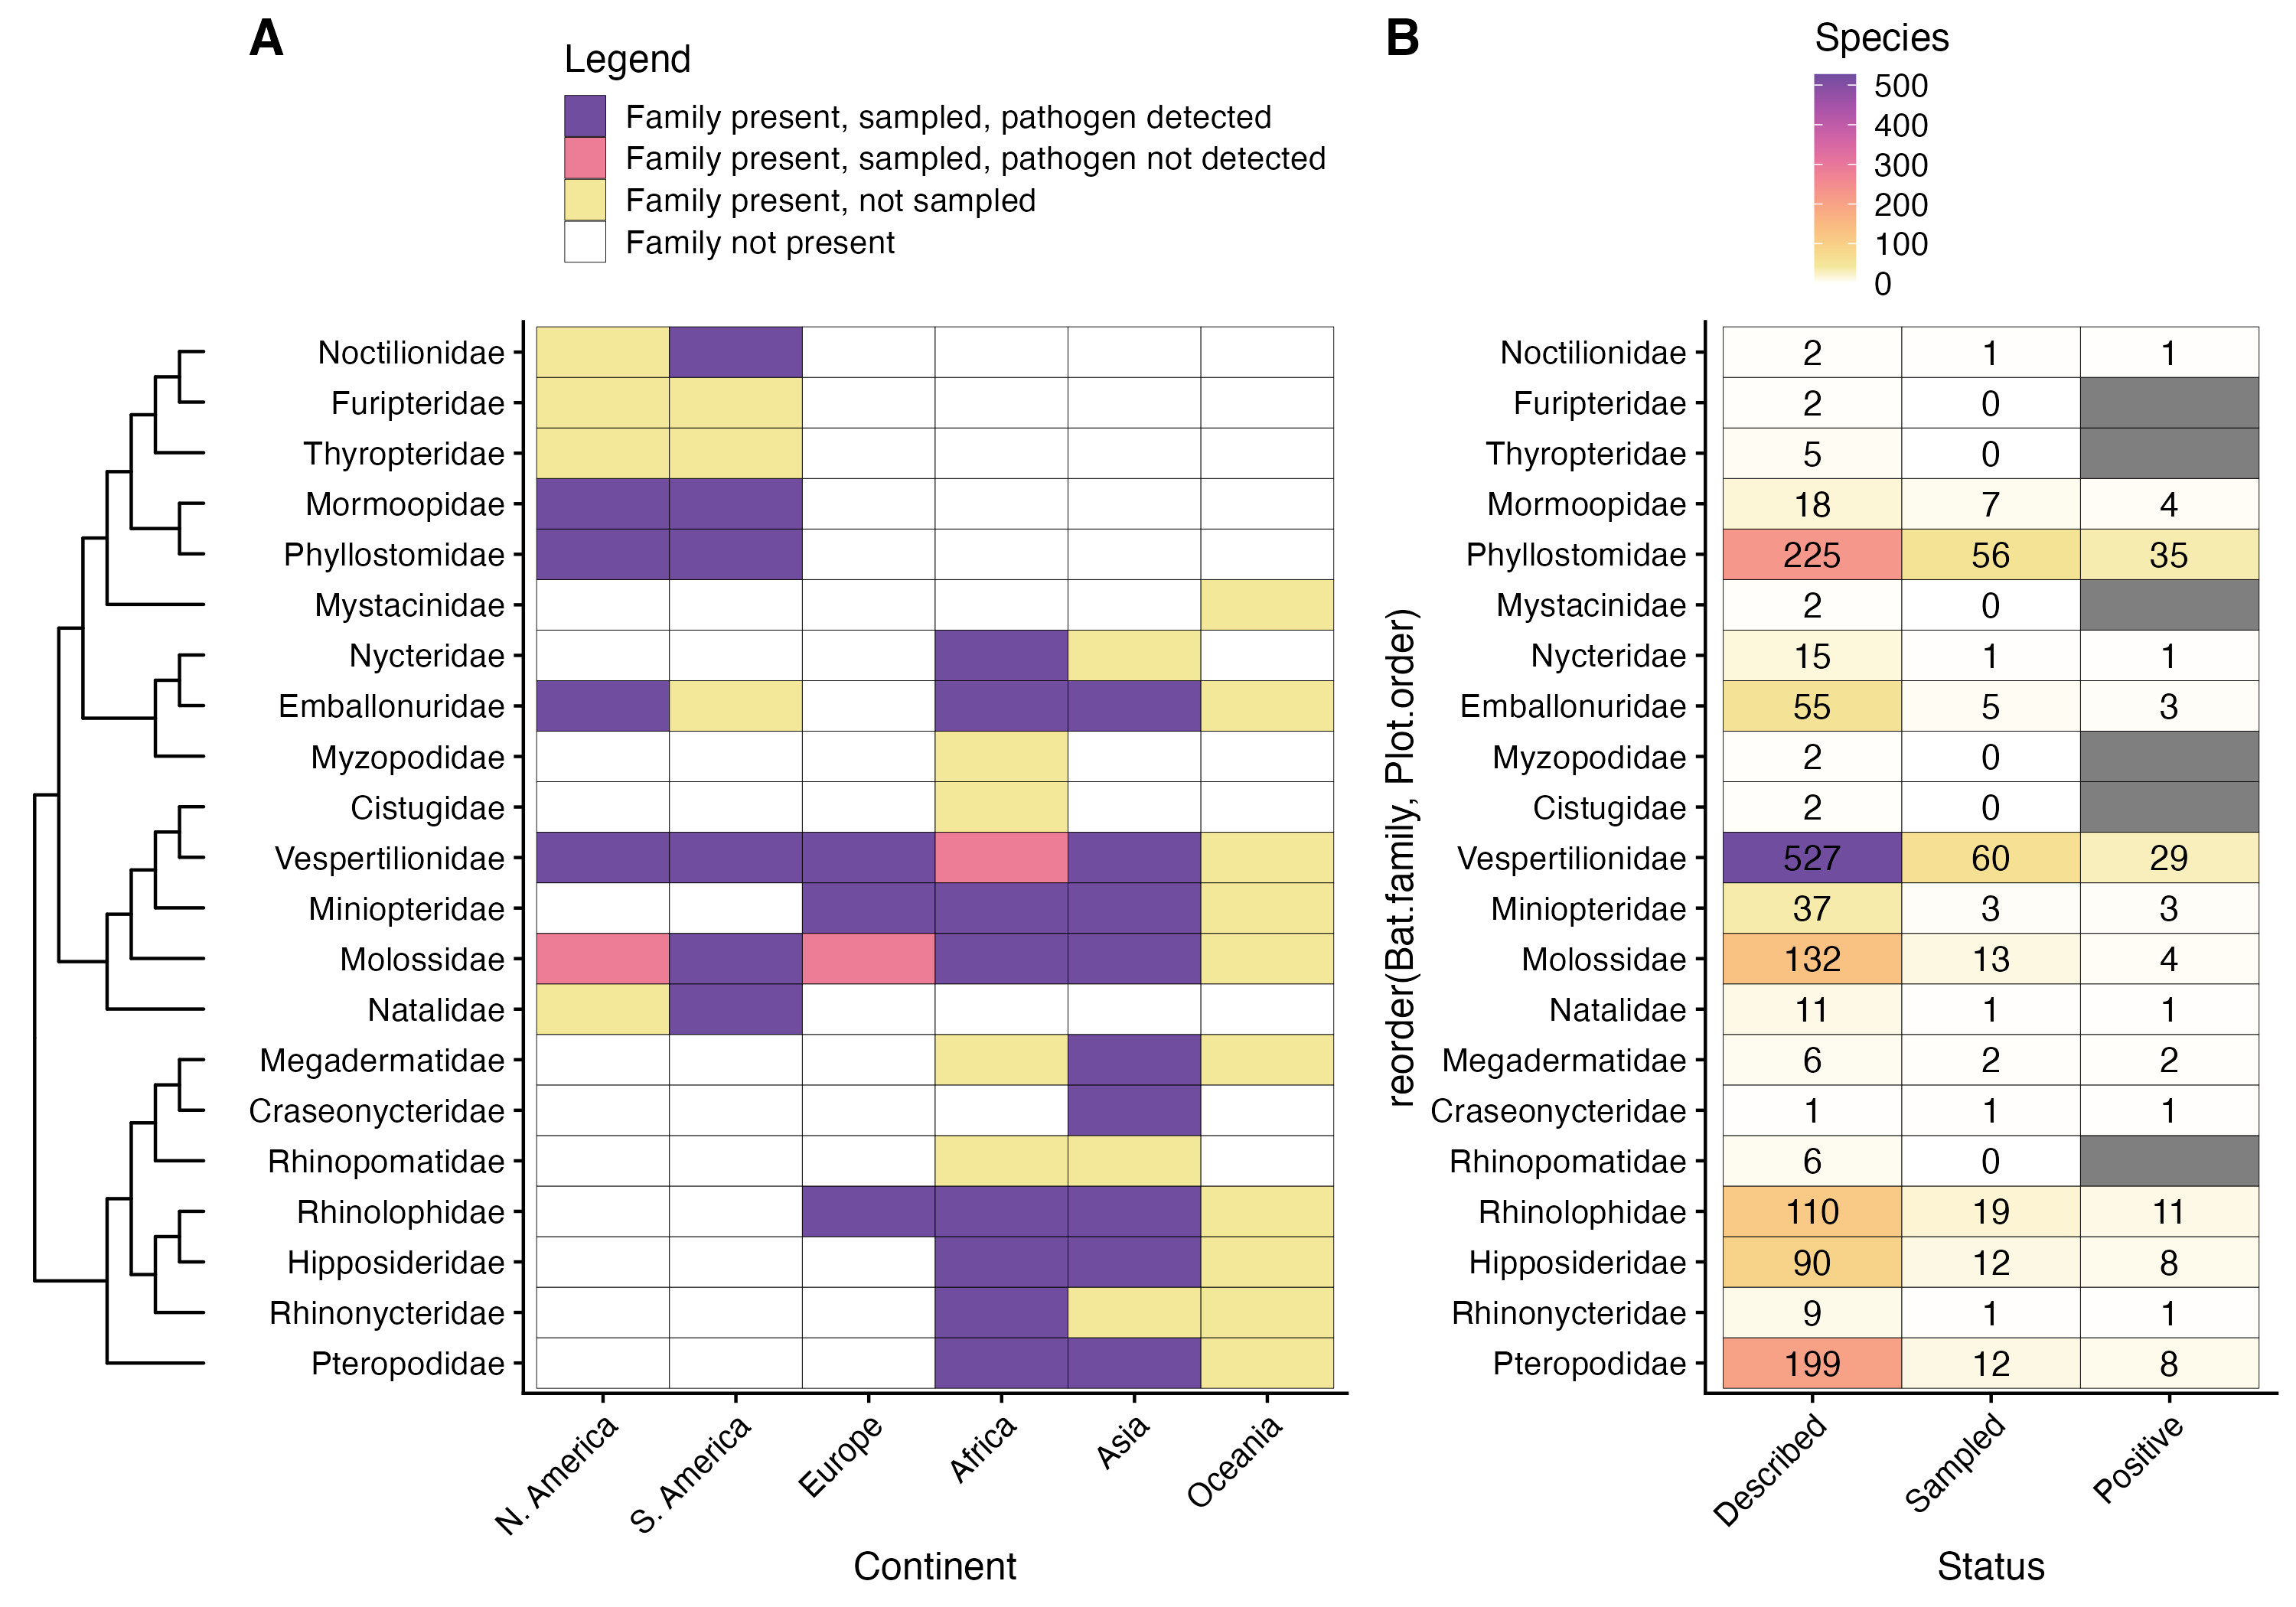 A
Legend
Family present, sampled, pathogen detected
Family present, sampled, pathogen not detected
Family present, not sampled
Family not present
Noctilionidae
Furipteridae
Thyropteridae
Mormoopidae
Phyllostomidae
Mystacinidae
Nycteridae
Emballonuridae
Myzopodidae
Cistugidae
Vespertilionidae
Miniopteridae
Molossidae
Natalidae
Megadermatidae
Craseonycteridae
Rhinopomatidae
Rhinolophidae
Hipposideridae
Rhinonycteridae
Pteropodidae
N. America
S. America
Europe
Africa
Asia
Oceania
Continent
B
Species
500
400
300
200
100
0
reorder(Bat.family, Plot.order)
Noctilionidae 2 1 1
Furipteridae 2 0
Thyropteridae 5 0
Mormoopidae 18 7 4
Phyllostomidae 225 56 35
Mystacinidae 2 0
Nycteridae 15 1 1
Emballonuridae 55 5 3
Myzopodidae 2 0
Cistugidae 2 0
Vespertilionidae 527 60 29
Miniopteridae 37 3 3
Molossidae 132 13 4
Natalidae 11 1 1
Megadermatidae 6 2 2
Craseonycteridae 1 1 1
Rhinopomatidae 6 0
Rhinolophidae 110 19 11
Hipposideridae 90 12 8
Rhinonycteridae 9 1 1
Pteropodidae 199 12 8
Described
Sampled
Positive
Status